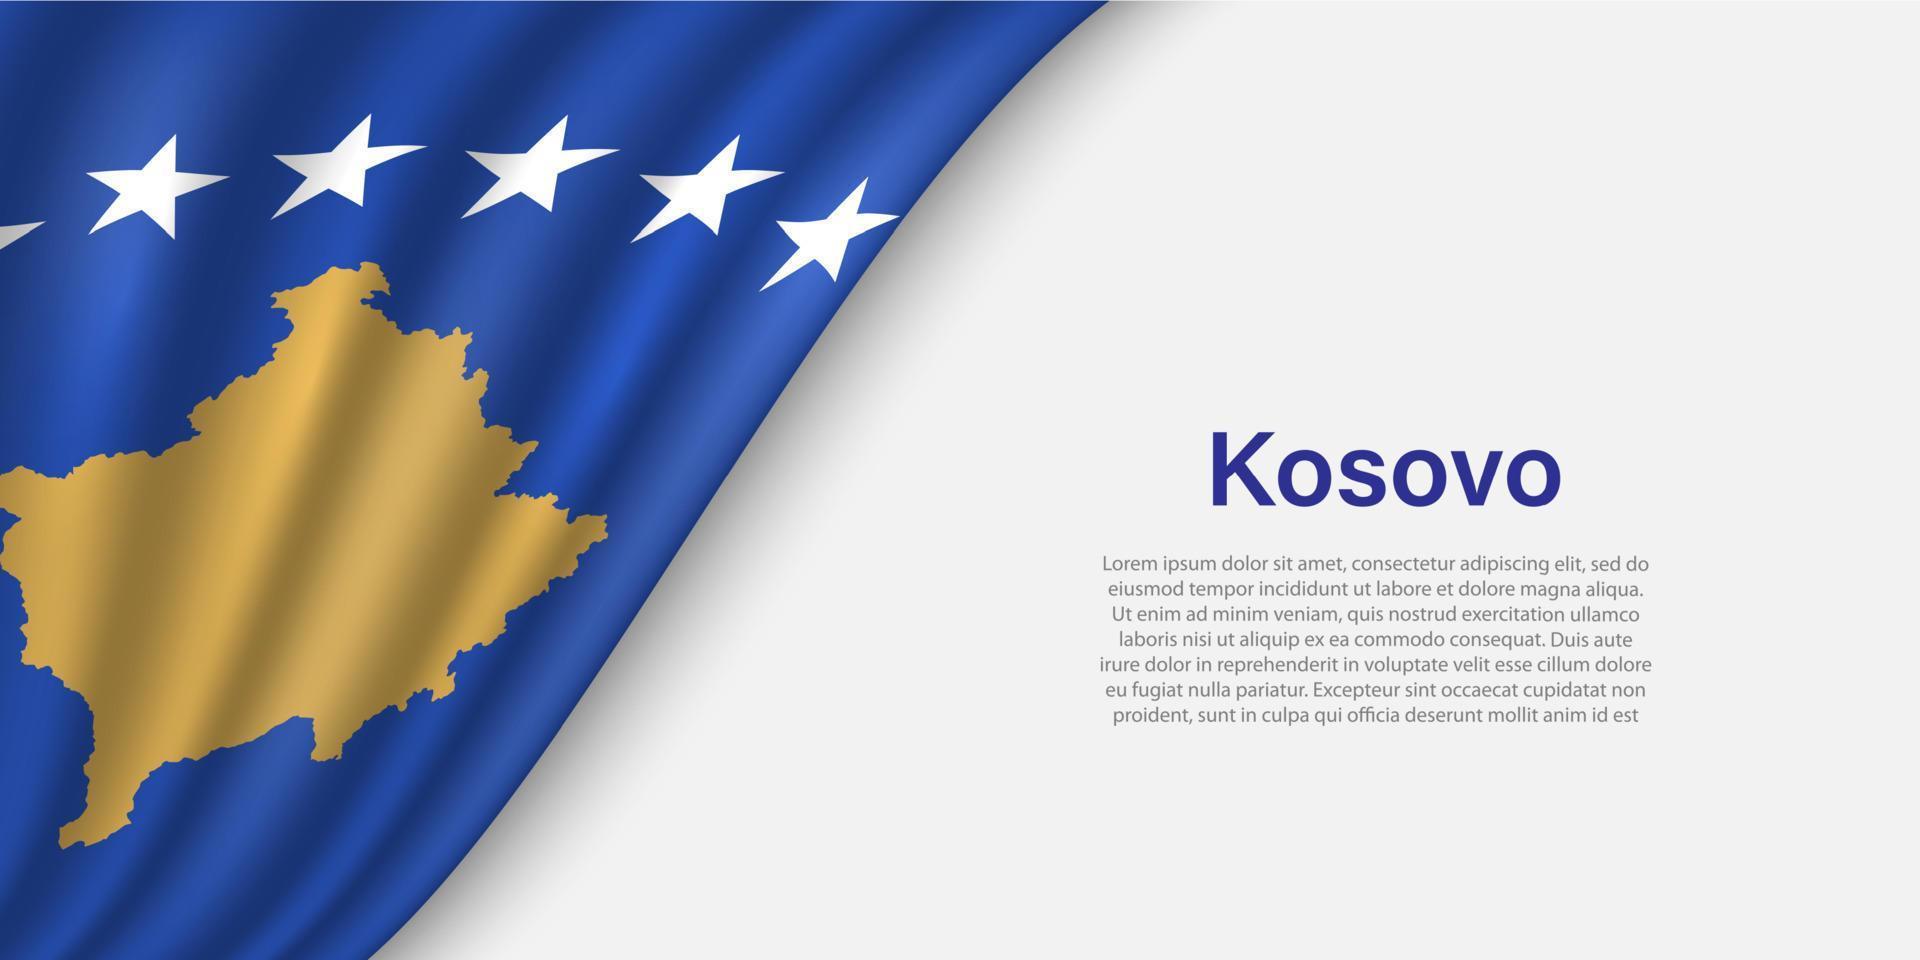 Kosovo
Lorem ipsum dolor sit amet, consectetur adipiscing elit, sed do
eiusmod tempor incididunt ut labore et dolore magna aliqua.
Ut enim ad minim veniam, quis nostrud exercitation ullamco
laboris nisi ut aliquip ex ea commodo consequat. Duis aute
irure dolor in reprehenderit in voluptate velit esse cillum dolore
eu fugiat nulla pariatur. Excepteur sint occaecat cupidatat non
proident, sunt in culpa qui officia deserunt mollit anim id est